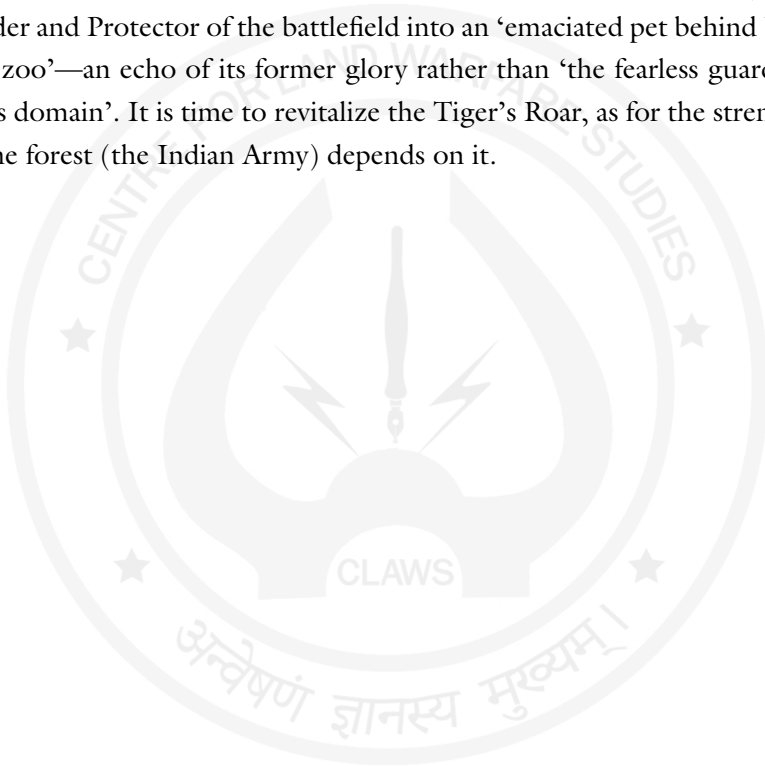 der and Protector of the battlefield into an ‘emaciated pet behind
zoo’—an echo of its former glory rather than ‘the fearless guar
s domain’. It is time to revitalize the Tiger’s Roar, as for the stren
ne forest (the Indian Army) depends on it.
CENTRE FOR LAND WARFARE STUDIES
CLAWS
अन्वेषणं ज्ञानस्य मुख्यम्।